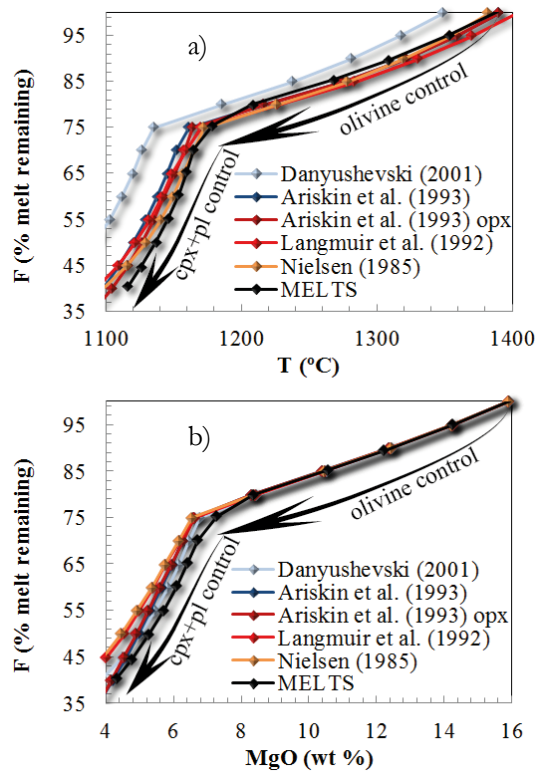 a)
95
85
75
65
55
45
35
F (% melt remaining)
olivine control
cpx+pl control
Danyushevski (2001)
Ariskin et al. (1993)
Ariskin et al. (1993) opx
Langmuir et al. (1992)
Nielsen (1985)
MELTS
1100 1200 1300 1400
T (ºC)
b)
95
85
75
65
55
45
35
F (% melt remaining)
olivine control
cpx+pl control
Danyushevski (2001)
Ariskin et al. (1993)
Ariskin et al. (1993) opx
Langmuir et al. (1992)
Nielsen (1985)
MELTS
4 6 8 10 12 14 16
MgO (wt %)